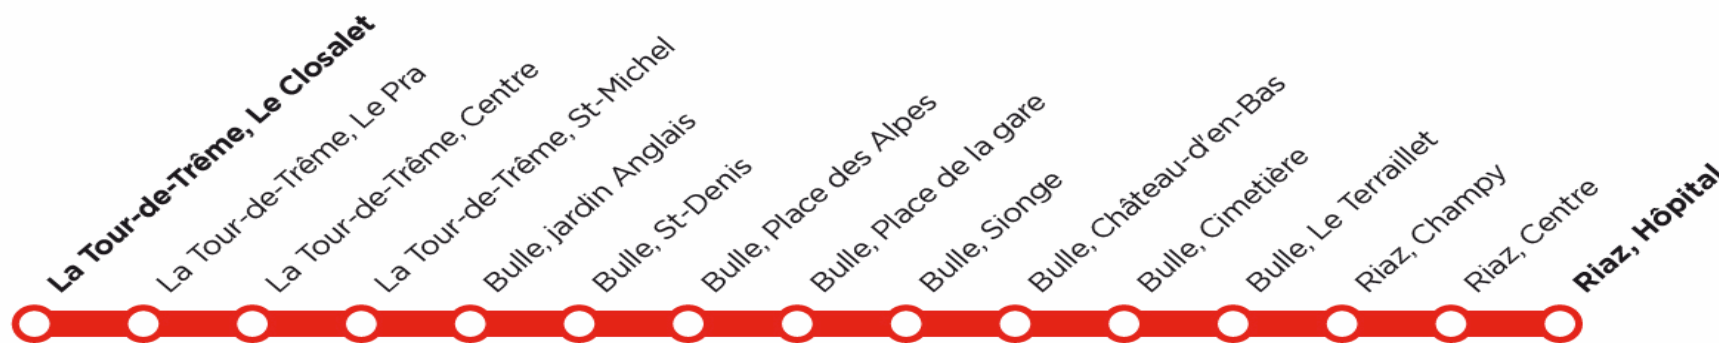 La Tour-de-Trême, Le Closalet
La Tour-de-Trême, Le Pra
La Tour-de-Trême, Centre
La Tour-de-Trême, St-Michel
Bulle, jardin Anglais
Bulle, St-Denis
Bulle, Place des Alpes
Bulle, Place de la gare
Bulle, Sionge
Bulle, Château-d'en-Bas
Bulle, Cimetière
Bulle, Le Terraillet
Riaz, Champy
Riaz, Centre
Riaz, Hôpital